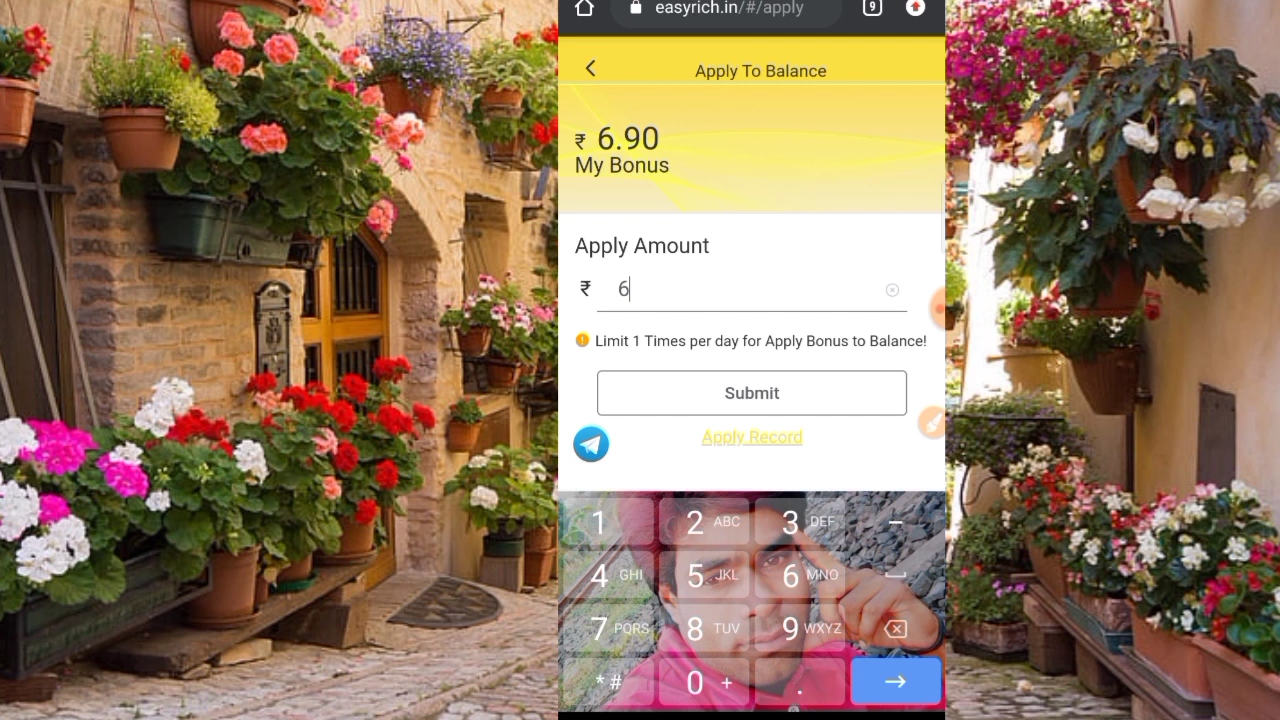 easyrich.in/#/apply
9
Apply To Balance
₹ 6.90
My Bonus
Apply Amount
₹ 6
Limit 1 Times per day for Apply Bonus to Balance!
Submit
Apply Record
1 2 ABC 3 DEF –
4 GHI 5 JKL 6 MNO
7 PQRS 8 TUV 9 WXYZ
* # 0 + .